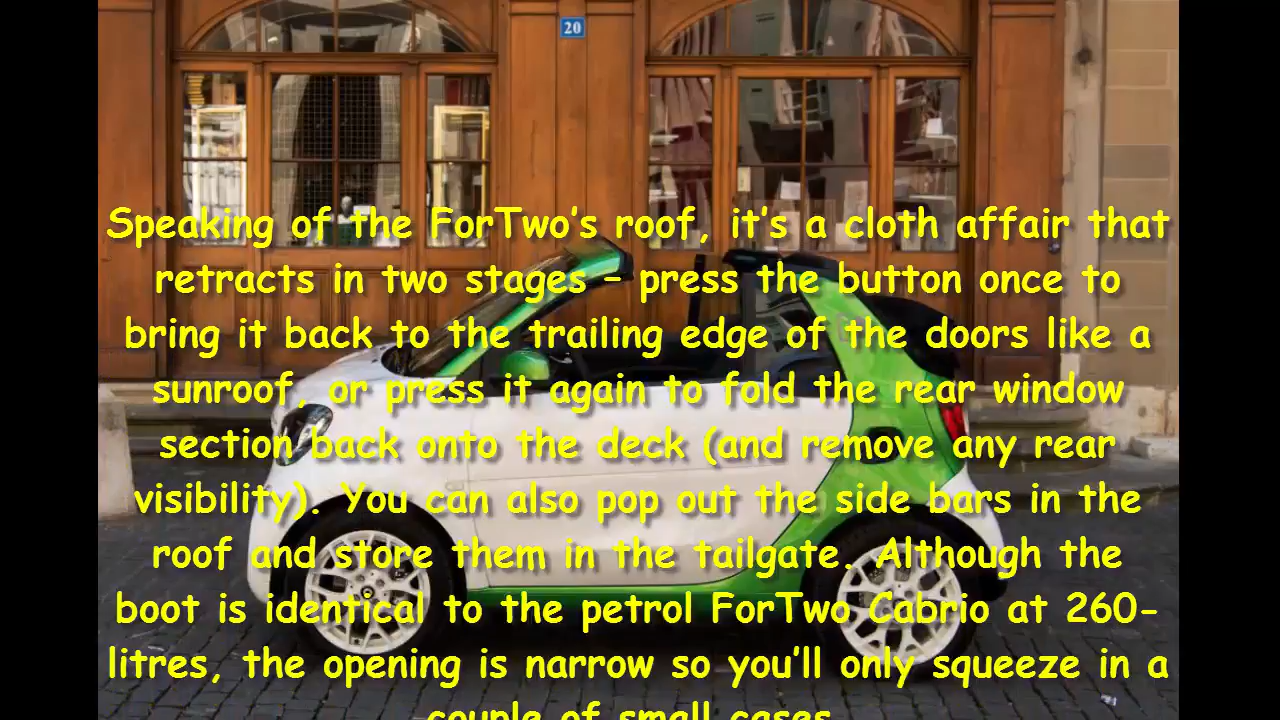 20
Speaking of the ForTwo’s roof, it’s a cloth affair that
retracts in two stages – press the button once to
bring it back to the trailing edge of the doors like a
sunroof, or press it again to fold the rear window
section back onto the deck (and remove any rear
visibility). You can also pop out the side bars in the
roof and store them in the tailgate. Although the
boot is identical to the petrol ForTwo Cabrio at 260-
litres, the opening is narrow so you’ll only squeeze in a
couple of small cases.